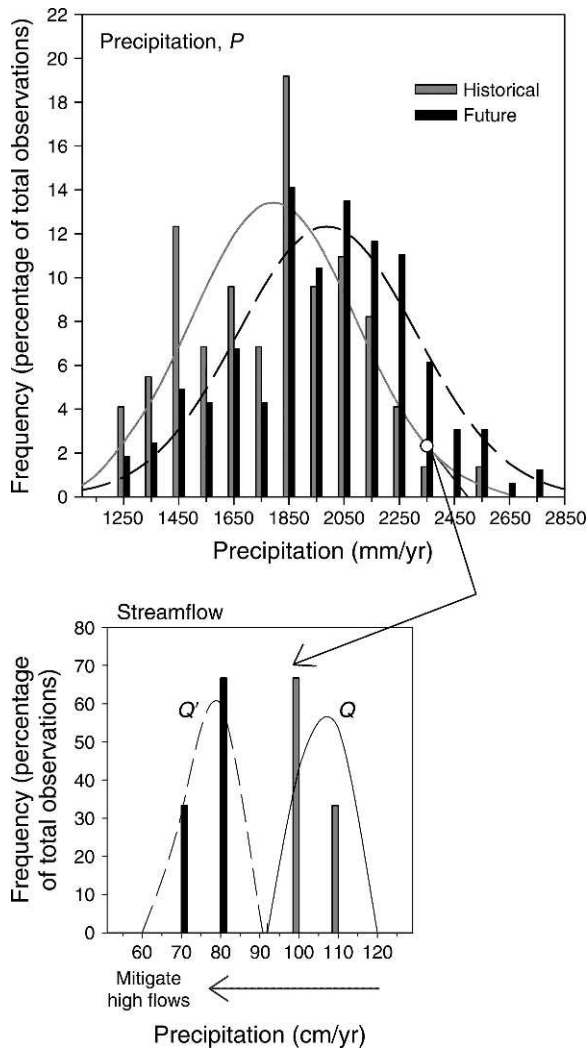 Precipitation, P
Historical
Future
Frequency (percentage of total observations)
22
20
18
16
14
12
10
8
6
4
2
0
1250 1450 1650 1850 2050 2250 2450 2650 2850
Precipitation (mm/yr)
Streamflow
Frequency (percentage
of total observations)
80
70
60
50
40
30
20
10
0
Q'
Q
60 70 80 90 100 110 120
Mitigate
high flows
Precipitation (cm/yr)